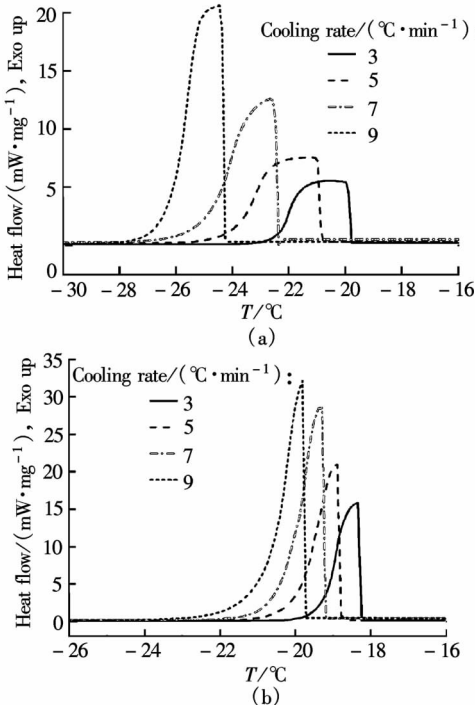 Cooling rate/(℃·min⁻¹)
3
5
7
9
Heat flow/(mW·mg⁻¹), Exo up
20
15
10
5
0
-30 -28 -26 -24 -22 -20 -18 -16
T/℃
(a)
Cooling rate/(℃·min⁻¹):
3
5
7
9
Heat flow/(mW·mg⁻¹), Exo up
35
30
25
20
15
10
5
0
-26 -24 -22 -20 -18 -16
T/℃
(b)